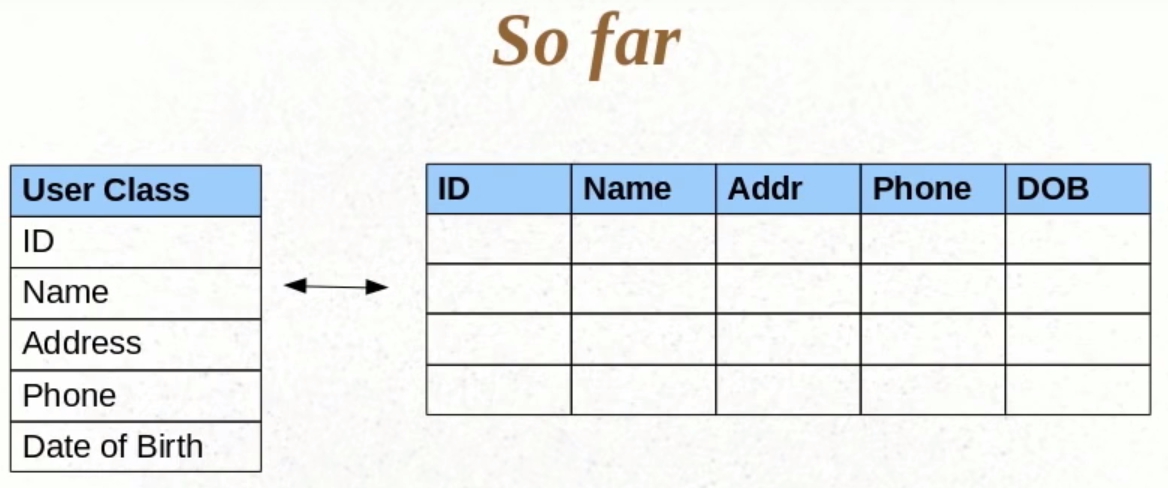 So far
User Class
ID
Name
Address
Phone
Date of Birth
ID Name Addr Phone DOB